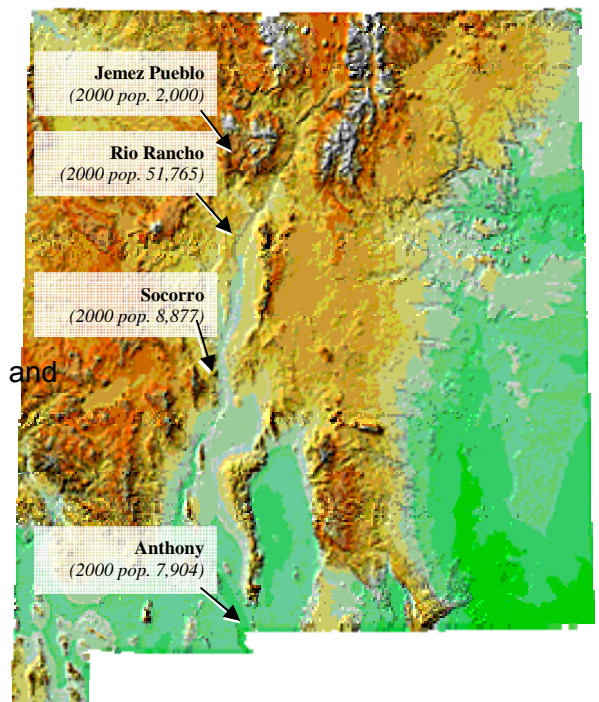 Jemez Pueblo
(2000 pop. 2,000)
Rio Rancho
(2000 pop. 51,765)
Socorro
(2000 pop. 8,877)
and
Anthony
(2000 pop. 7,904)